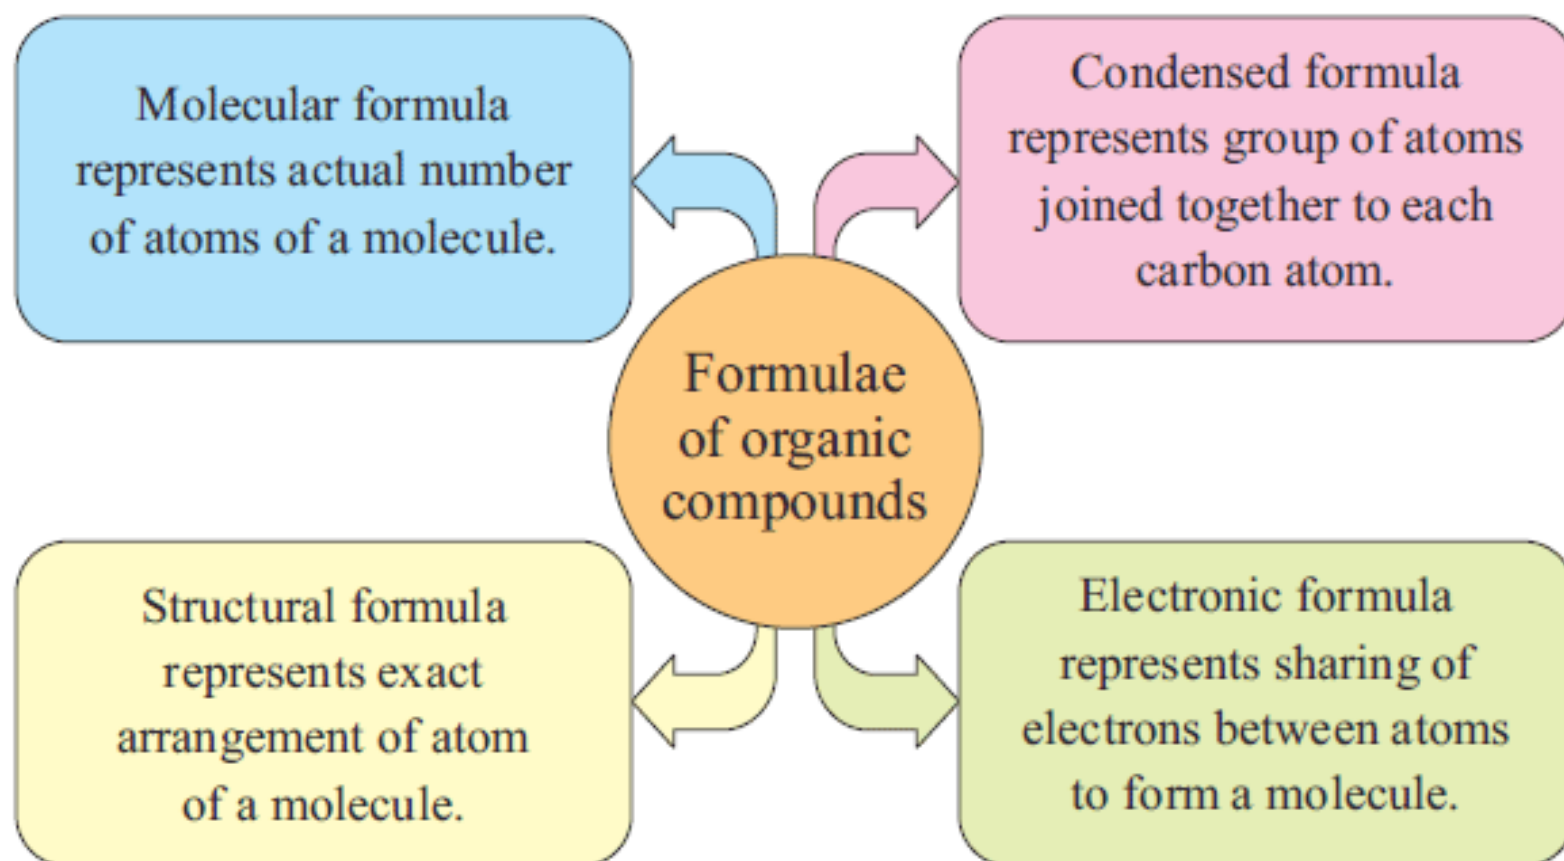 Molecular formula
represents actual number
of atoms of a molecule.
Condensed formula
represents group of atoms
joined together to each
carbon atom.
Formulae
of organic
compounds
Structural formula
represents exact
arrangement of atom
of a molecule.
Electronic formula
represents sharing of
electrons between atoms
to form a molecule.